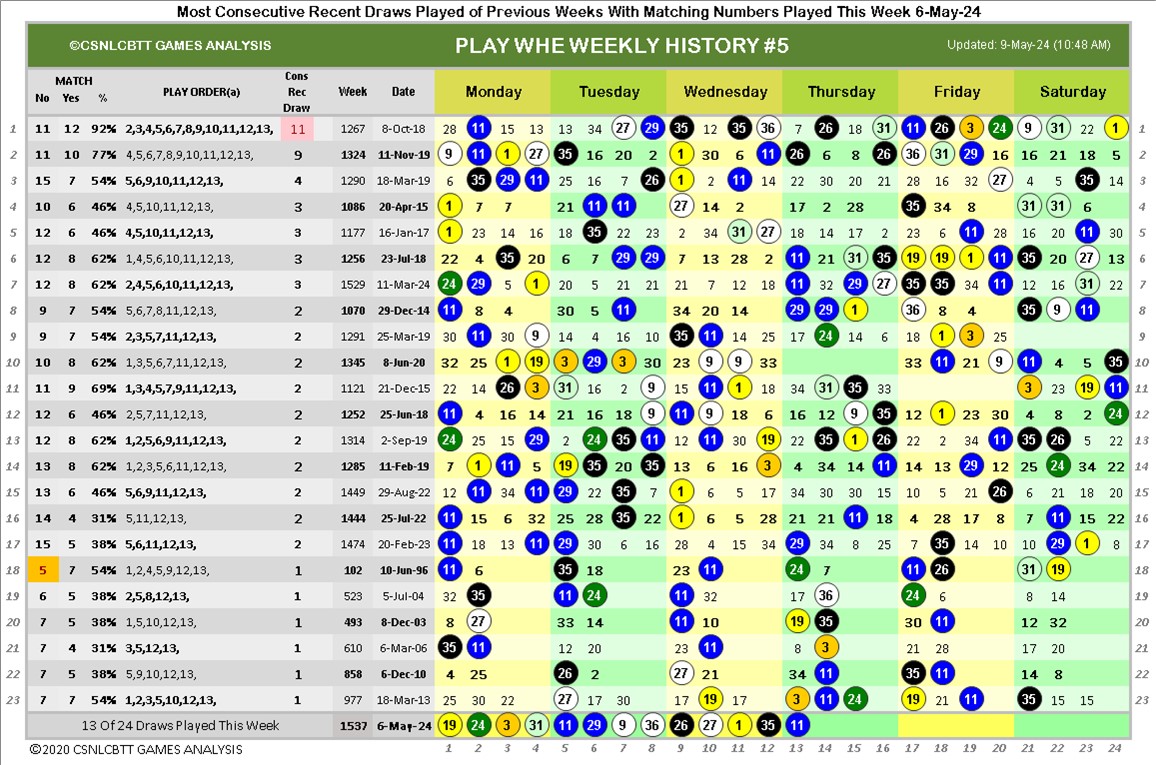 Most Consecutive Recent Draws Played of Previous Weeks With Matching Numbers Played This Week 6-May-24
©CSNLCBTT GAMES ANALYSIS PLAY WHE WEEKLY HISTORY #5 Updated: 9-May-24 (10:48 AM)
No MATCH Yes % PLAY ORDER(a) Cons Rec Draw Week Date Monday Tuesday Wednesday Thursday Friday Saturday
1 11 12 92% 2,3,4,5,6,7,8,9,10,11,12,13, 11 1267 8-Oct-18 28 11 15 13 13 34 27 29 35 12 35 36 7 26 18 31 11 26 3 24 9 31 22 1 1
2 11 10 77% 4,5,6,7,8,9,10,11,12,13, 9 1324 11-Nov-19 9 11 1 27 35 16 20 2 1 30 6 11 26 6 8 26 36 31 29 16 16 21 18 5 2
3 15 7 54% 5,6,9,10,11,12,13, 4 1290 18-Mar-19 6 35 29 11 25 16 7 26 1 2 11 14 22 30 20 21 28 16 32 27 4 5 35 14 3
4 10 6 46% 4,5,10,11,12,13, 3 1086 20-Apr-15 1 7 7 21 11 11 27 14 2 17 2 28 35 34 8 31 31 6 4
5 12 6 46% 4,5,10,11,12,13, 3 1177 16-Jan-17 1 23 14 16 18 35 22 23 2 34 31 27 18 14 17 2 23 6 11 28 16 20 11 30 5
6 12 8 62% 1,4,5,6,10,11,12,13, 3 1256 23-Jul-18 22 4 35 20 6 7 29 29 7 13 28 2 11 21 31 35 19 19 1 11 35 20 27 13 6
7 12 8 62% 2,4,5,6,10,11,12,13, 3 1529 11-Mar-24 24 29 5 1 20 5 21 21 21 7 12 18 11 32 29 27 35 35 34 11 12 16 31 22 7
8 9 7 54% 5,6,7,8,11,12,13, 2 1070 29-Dec-14 11 8 4 30 5 11 34 20 14 29 29 1 36 8 4 35 9 11 8
9 9 7 54% 2,3,5,7,11,12,13, 2 1291 25-Mar-19 30 11 30 9 14 4 16 10 35 11 14 25 17 24 14 6 18 1 3 25 9
10 10 8 62% 1,3,5,6,7,11,12,13, 2 1345 8-Jun-20 32 25 1 19 3 29 3 30 23 9 9 33 33 11 21 9 11 4 5 35 10
11 11 9 69% 1,3,4,5,7,9,11,12,13, 2 1121 21-Dec-15 22 14 26 3 31 16 2 9 15 11 1 18 34 31 35 33 3 23 19 11 11
12 12 6 46% 2,5,7,11,12,13, 2 1252 25-Jun-18 11 4 16 14 21 16 18 9 11 9 18 6 16 12 9 35 12 1 23 30 4 8 2 24 12
13 12 8 62% 1,2,5,6,9,11,12,13, 2 1314 2-Sep-19 24 25 15 29 2 24 35 11 12 11 30 19 22 35 1 26 22 2 34 11 35 22 5 22 13
14 13 8 62% 1,2,3,5,6,11,12,13, 2 1285 11-Feb-19 7 1 11 5 19 35 20 35 13 6 16 3 4 34 14 11 14 13 29 12 25 24 34 22 14
15 13 6 46% 5,6,9,11,12,13, 2 1449 29-Aug-22 12 11 34 11 29 22 35 7 1 6 5 17 34 30 30 15 10 5 21 26 6 21 18 20 15
16 14 4 31% 5,11,12,13, 2 1444 25-Jul-22 11 15 6 32 25 28 35 22 1 6 5 28 21 21 11 18 4 28 17 8 7 11 15 22 16
17 15 5 38% 5,6,11,12,13, 2 1474 20-Feb-23 11 18 13 11 29 30 6 16 28 4 15 34 29 34 8 25 7 35 14 10 10 29 1 8 17
18 5 7 54% 1,2,4,5,9,12,13, 1 102 10-Jun-96 11 6 35 18 23 11 24 7 11 26 31 19 18
19 6 5 38% 2,5,8,12,13, 1 523 5-Jul-04 32 35 11 24 11 32 17 36 24 6 8 14 19
20 7 5 38% 1,5,10,12,13, 1 493 8-Dec-03 8 27 33 14 11 10 19 35 30 11 12 32 20
21 7 4 31% 3,5,12,13, 1 610 6-Mar-06 35 11 12 20 23 11 8 3 21 28 17 20 21
22 7 5 38% 5,9,10,12,13, 1 858 6-Dec-10 4 25 26 2 27 21 34 11 35 11 14 8 22
23 7 7 54% 1,2,3,5,10,12,13, 1 977 18-Mar-13 25 30 22 27 17 30 17 19 17 3 11 24 19 21 11 35 15 15 23
13 Of 24 Draws Played This Week 1537 6-May-24 19 24 3 31 11 29 9 36 26 27 1 35 11
©2020 CSNLCBTT GAMES ANALYSIS 1 2 3 4 5 6 7 8 9 10 11 12 13 14 15 16 17 18 19 20 21 22 23 24